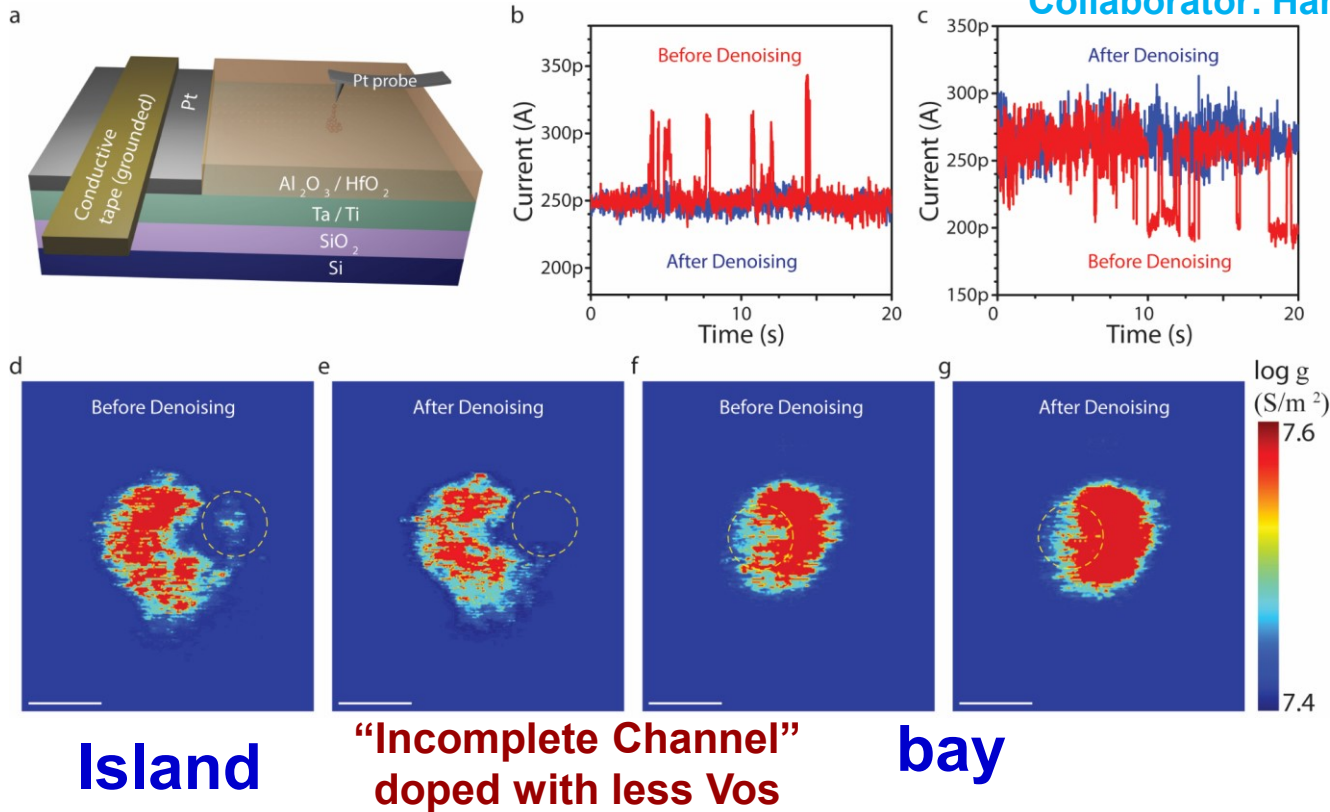 Collaborator:
a
Pt probe
Pt
Conductive
tape (grounded)
Al2O3 / HfO2
Ta / Ti
SiO2
Si
b
Before Denoising
After Denoising
Current (A)
350p
300p
250p
200p
0
10
20
Time (s)
c
After Denoising
Before Denoising
Current (A)
350p
300p
250p
200p
150p
0
10
20
Time (s)
d
Before Denoising
e
After Denoising
f
Before Denoising
g
After Denoising
log g
(S/m2)
7.6
7.4
Island
“Incomplete Channel”
doped with less Vos
bay